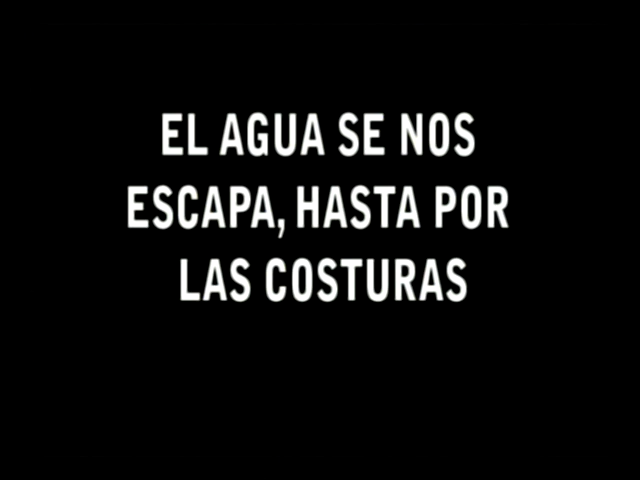 EL AGUA SE NOS
ESCAPA, HASTA POR
LAS COSTURAS